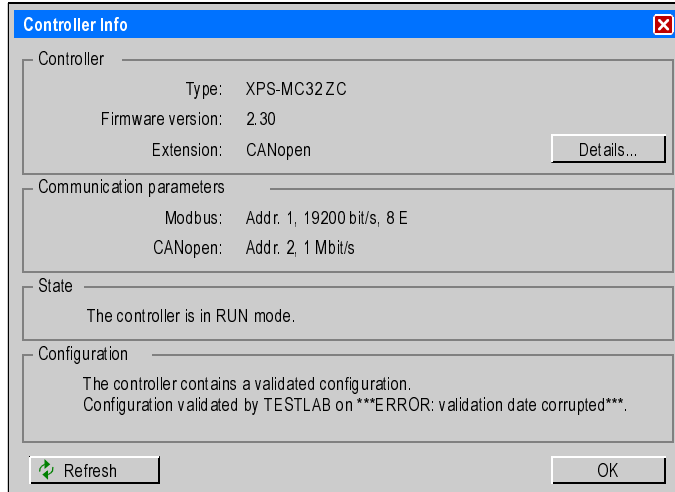 Controller Info
Controller
Type: XPS-MC32 ZC
Firmware version: 2.30
Extension: CANopen
Details...
Communication parameters
Modbus: Addr. 1, 19200 bit/s, 8 E
CANopen: Addr. 2, 1 Mbit/s
State
The controller is in RUN mode.
Configuration
The controller contains a validated configuration.
Configuration validated by TESTLAB on ***ERROR: validation date corrupted***.
Refresh
OK